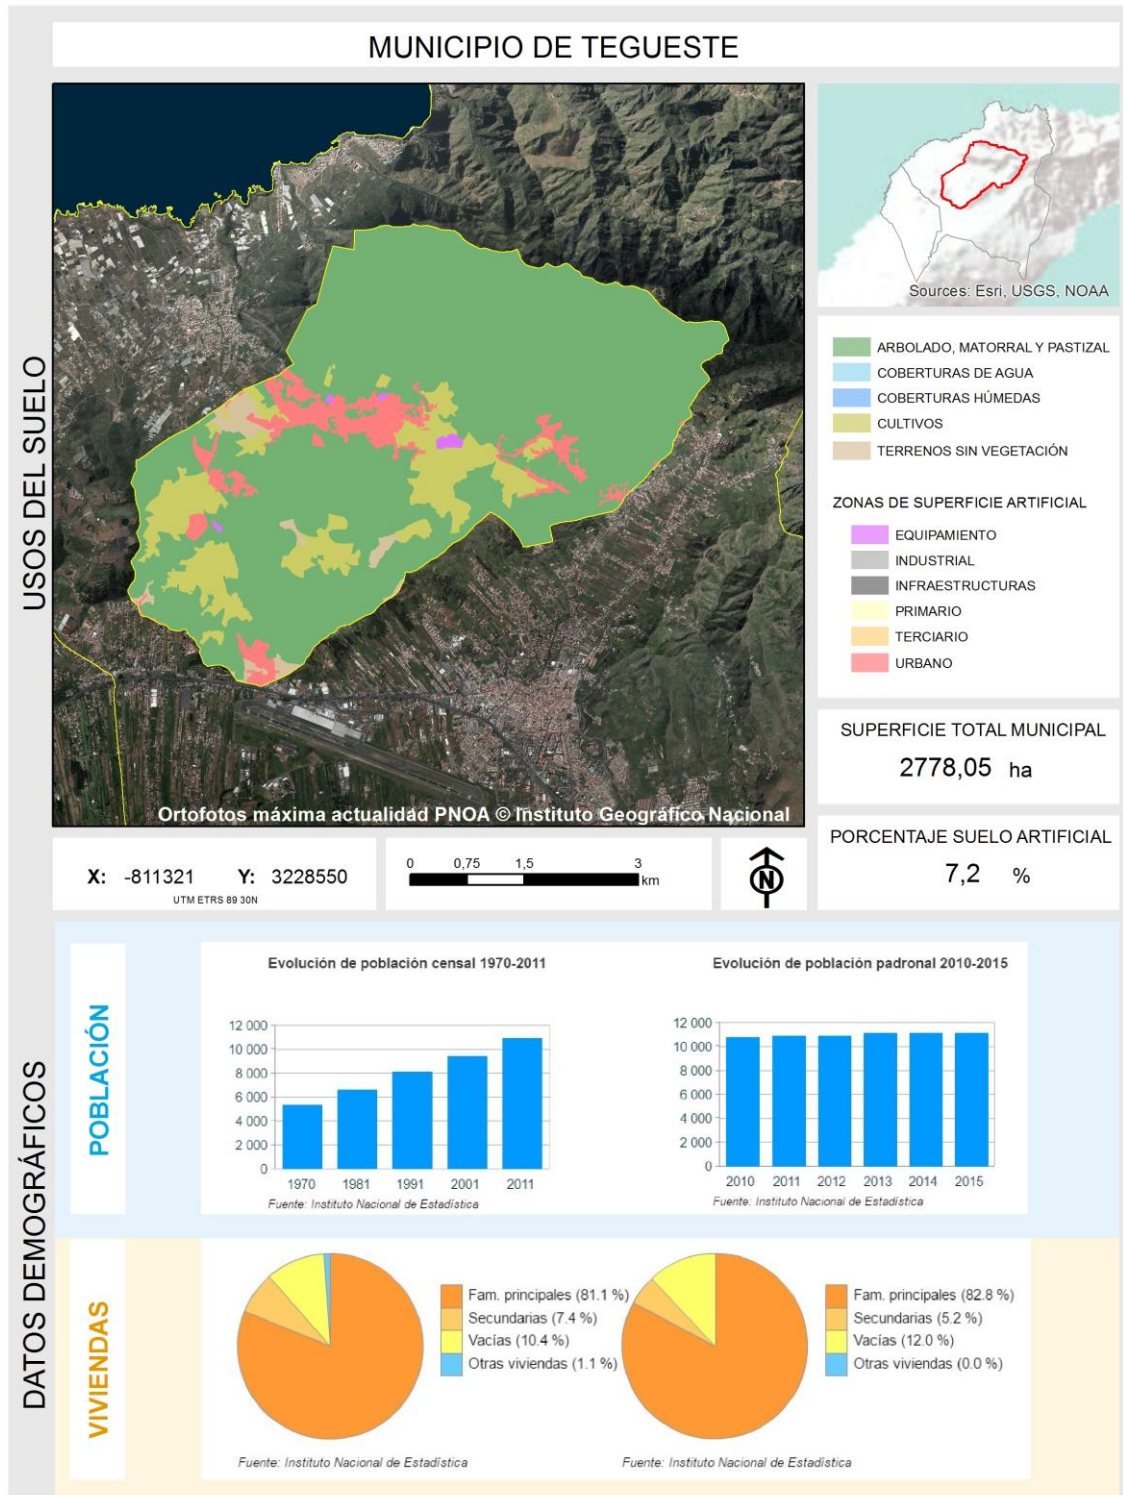 MUNICIPIO DE TEGUESTE
USOS DEL SUELO
Ortofotos máxima actualidad PNOA © Instituto Geográfico Nacional
Sources: Esri, USGS, NOAA
ARBOLADO, MATORRAL Y PASTIZAL
COBERTURAS DE AGUA
COBERTURAS HÚMEDAS
CULTIVOS
TERRENOS SIN VEGETACIÓN
ZONAS DE SUPERFICIE ARTIFICIAL
EQUIPAMIENTO
INDUSTRIAL
INFRAESTRUCTURAS
PRIMARIO
TERCIARIO
URBANO
SUPERFICIE TOTAL MUNICIPAL
2778,05 ha
PORCENTAJE SUELO ARTIFICIAL
7,2 %
X: -811321 Y: 3228550
UTM ETRS 89 30N
0 0,75 1,5 3
km
N
DATOS DEMOGRÁFICOS
POBLACIÓN
Evolución de población censal 1970-2011
12 000
10 000
8 000
6 000
4 000
2 000
0
1970 1981 1991 2001 2011
Fuente: Instituto Nacional de Estadística
Evolución de población padronal 2010-2015
12 000
10 000
8 000
6 000
4 000
2 000
0
2010 2011 2012 2013 2014 2015
Fuente: Instituto Nacional de Estadística
VIVIENDAS
Fam. principales (81.1 %)
Secundarias (7.4 %)
Vacías (10.4 %)
Otras viviendas (1.1 %)
Fuente: Instituto Nacional de Estadística
Fam. principales (82.8 %)
Secundarias (5.2 %)
Vacías (12.0 %)
Otras viviendas (0.0 %)
Fuente: Instituto Nacional de Estadística